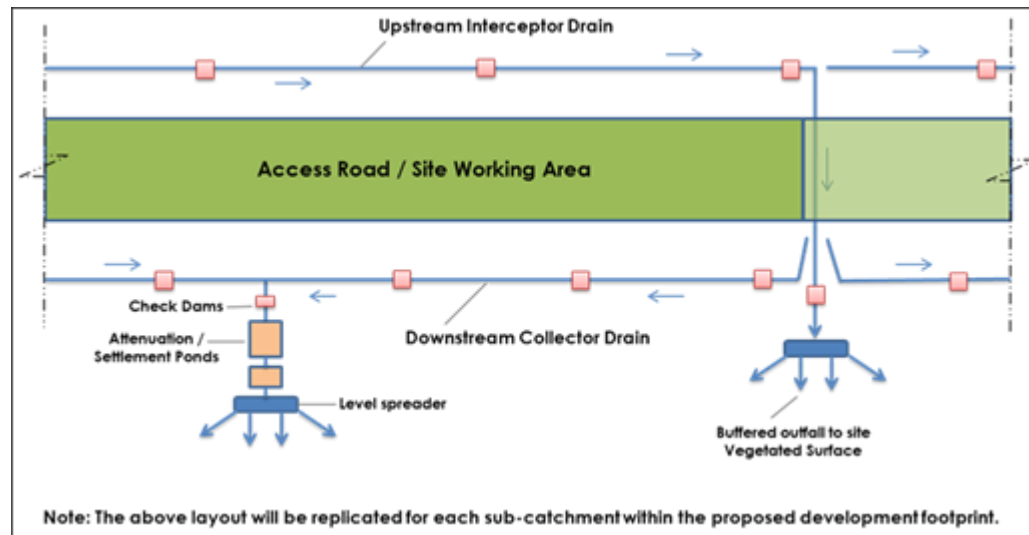 Upstream Interceptor Drain
Access Road / Site Working Area
Check Dams
Attenuation /
Settlement Ponds
Downstream Collector Drain
Level spreader
Buffered outfall to site
Vegetated Surface
Note: The above layout will be replicated for each sub-catchment within the proposed development footprint.